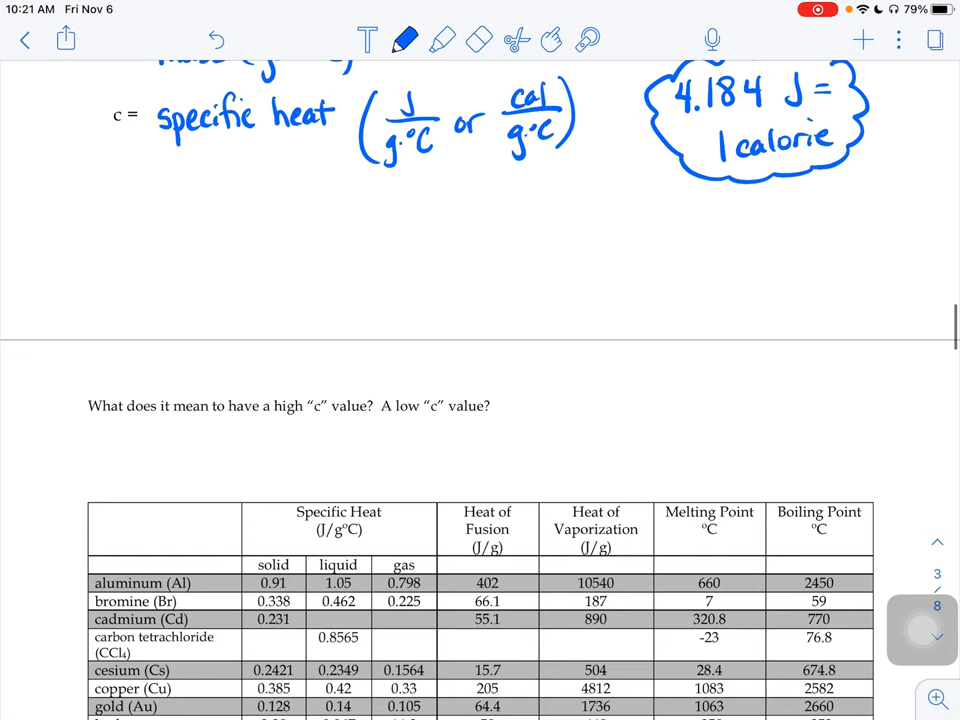 10:21 AM Fri Nov 6 79%
T
4.184 J =
1 calorie
c = specific heat (J/g·°C or cal/g·°C)
What does it mean to have a high “c” value? A low “c” value?
Specific Heat (J/g°C) Heat of Fusion (J/g) Heat of Vaporization (J/g) Melting Point °C Boiling Point °C
solid liquid gas
aluminum (Al) 0.91 1.05 0.798 402 10540 660 2450
bromine (Br) 0.338 0.462 0.225 66.1 187 7 59
cadmium (Cd) 0.231 55.1 890 320.8 770
carbon tetrachloride (CCl₄) 0.8565 -23 76.8
cesium (Cs) 0.2421 0.2349 0.1564 15.7 504 28.4 674.8
copper (Cu) 0.385 0.42 0.33 205 4812 1083 2582
gold (Au) 0.128 0.14 0.105 64.4 1736 1063 2660
3
/
8